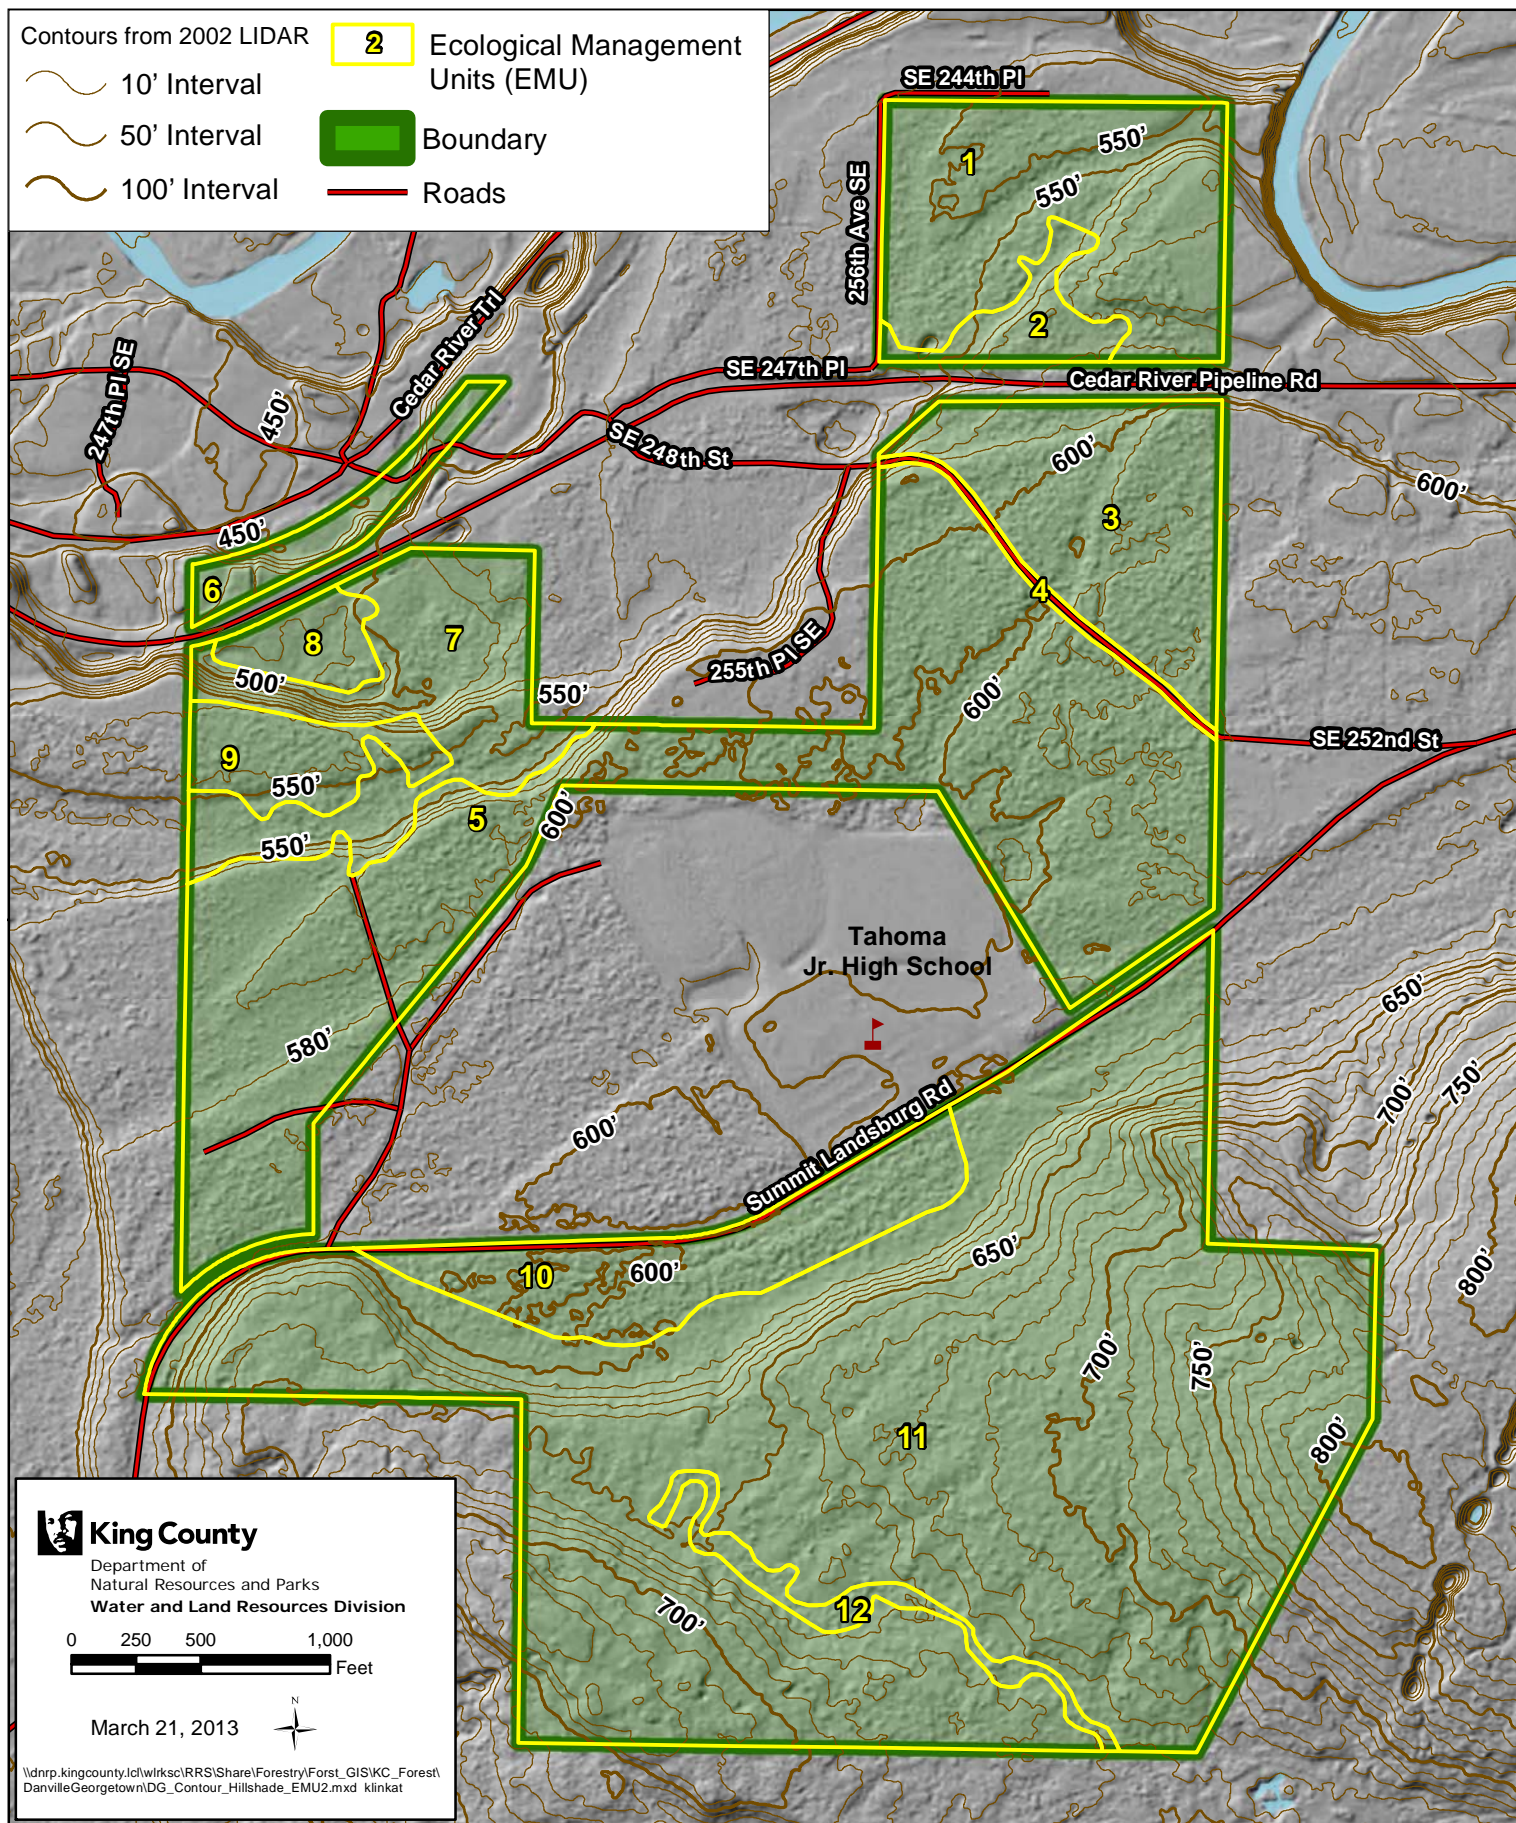 Contours from 2002 LIDAR
10' Interval
50' Interval
100' Interval
2
Ecological Management
Units (EMU)
Boundary
Roads
SE 244th Pl
550'
1
550'
256th Ave SE
2
SE 247th Pl
Cedar River Pipeline Rd
Cedar River Trl
247th Pl SE
450'
SE 248th St
600'
600'
450'
3
6
4
8
7
255th Pl SE
500'
550'
600'
SE 252nd St
9
550'
5
600'
550'
Tahoma
Jr. High School
650'
580'
700'
750'
600'
Summit Landsburg Rd
650'
10
600'
800'
700'
750'
11
800'
12
700'
King County
Department of
Natural Resources and Parks
Water and Land Resources Division
0 250 500 1,000
Feet
N
March 21, 2013
\\dnrp.kingcounty.lcl\wlrksc\RRS\Share\Forestry\Forst_GIS\KC_Forest\
DanvilleGeorgetown\DG_Contour_Hillshade_EMU2.mxd klinkat